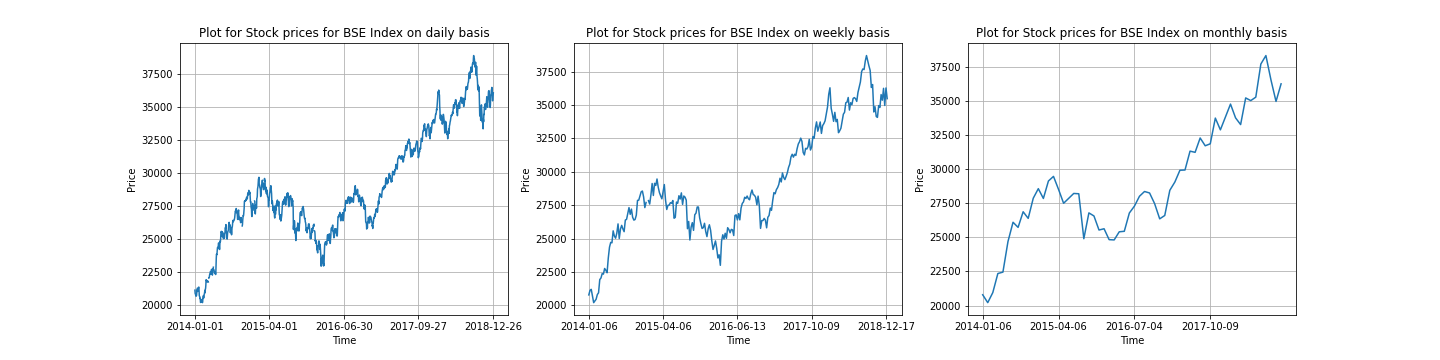 Plot for Stock prices for BSE Index on daily basis
37500
35000
32500
30000
27500
25000
22500
20000
Price
2014-01-01 2015-04-01 2016-06-30 2017-09-27 2018-12-26
Time
Plot for Stock prices for BSE Index on weekly basis
37500
35000
32500
30000
27500
25000
22500
20000
Price
2014-01-06 2015-04-06 2016-06-13 2017-10-09 2018-12-17
Time
Plot for Stock prices for BSE Index on monthly basis
37500
35000
32500
30000
27500
25000
22500
20000
Price
2014-01-06 2015-04-06 2016-07-04 2017-10-09
Time